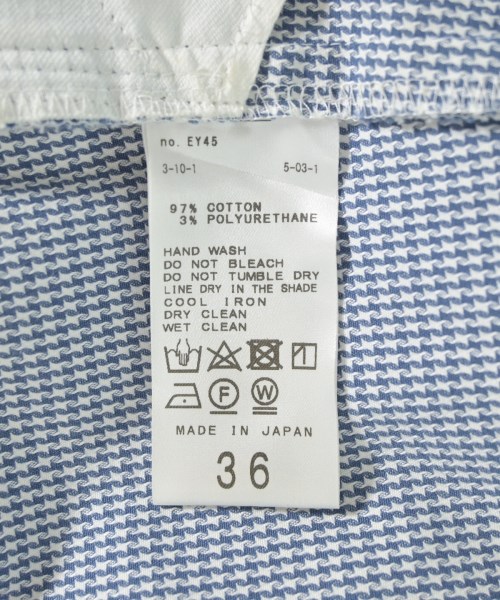 no. EY45
3-10-1 5-03-1
97% COTTON
3% POLYURETHANE
HAND WASH
DO NOT BLEACH
DO NOT TUMBLE DRY
LINE DRY IN THE SHADE
COOL IRON
DRY CLEAN
WET CLEAN
F W
MADE IN JAPAN
36